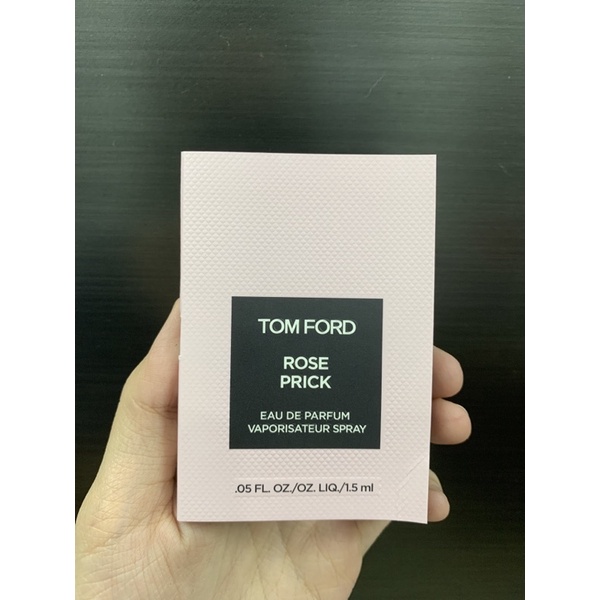 TOM FORD
ROSE
PRICK
EAU DE PARFUM
VAPORISATEUR SPRAY
.05 FL. OZ./OZ. LIQ./1.5 ml